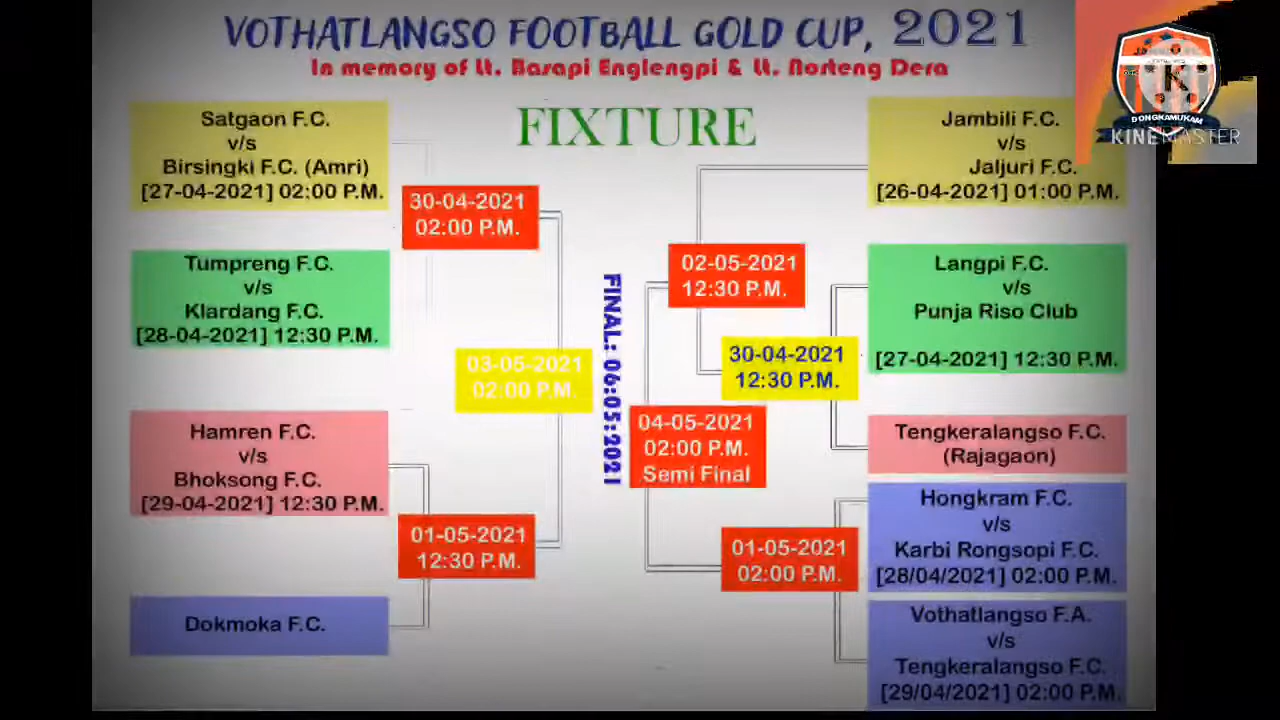 VOTHATLANGSO FOOTBALL GOLD CUP, 2021
In memory of Lt. Basapi Englengpi & Lt. Norteng Dera
FIXTURE
Satgaon F.C.
v/s
Birsingki F.C. (Amri)
[27-04-2021] 02:00 P.M.
Tumpreng F.C.
v/s
Klardang F.C.
[28-04-2021] 12:30 P.M.
Hamren F.C.
v/s
Bhoksong F.C.
[29-04-2021] 12:30 P.M.
Dokmoka F.C.
30-04-2021
02:00 P.M.
01-05-2021
12:30 P.M.
03-05-2021
02:00 P.M.
FINAL: 06:05:2021
02-05-2021
12:30 P.M.
30-04-2021
12:30 P.M.
04-05-2021
02:00 P.M.
Semi Final
01-05-2021
02:00 P.M.
Jambili F.C.
v/s
Jaljuri F.C.
[26-04-2021] 01:00 P.M.
Langpi F.C.
v/s
Punja Riso Club
[27-04-2021] 12:30 P.M.
Tengkeralangso F.C.
(Rajagaon)
Hongkram F.C.
v/s
Karbi Rongsopi F.C.
[28/04/2021] 02:00 P.M.
Vothatlangso F.A.
v/s
Tengkeralangso F.C.
[29/04/2021] 02:00 P.M.
K
DONGKAMUKAM
KINEMASTER